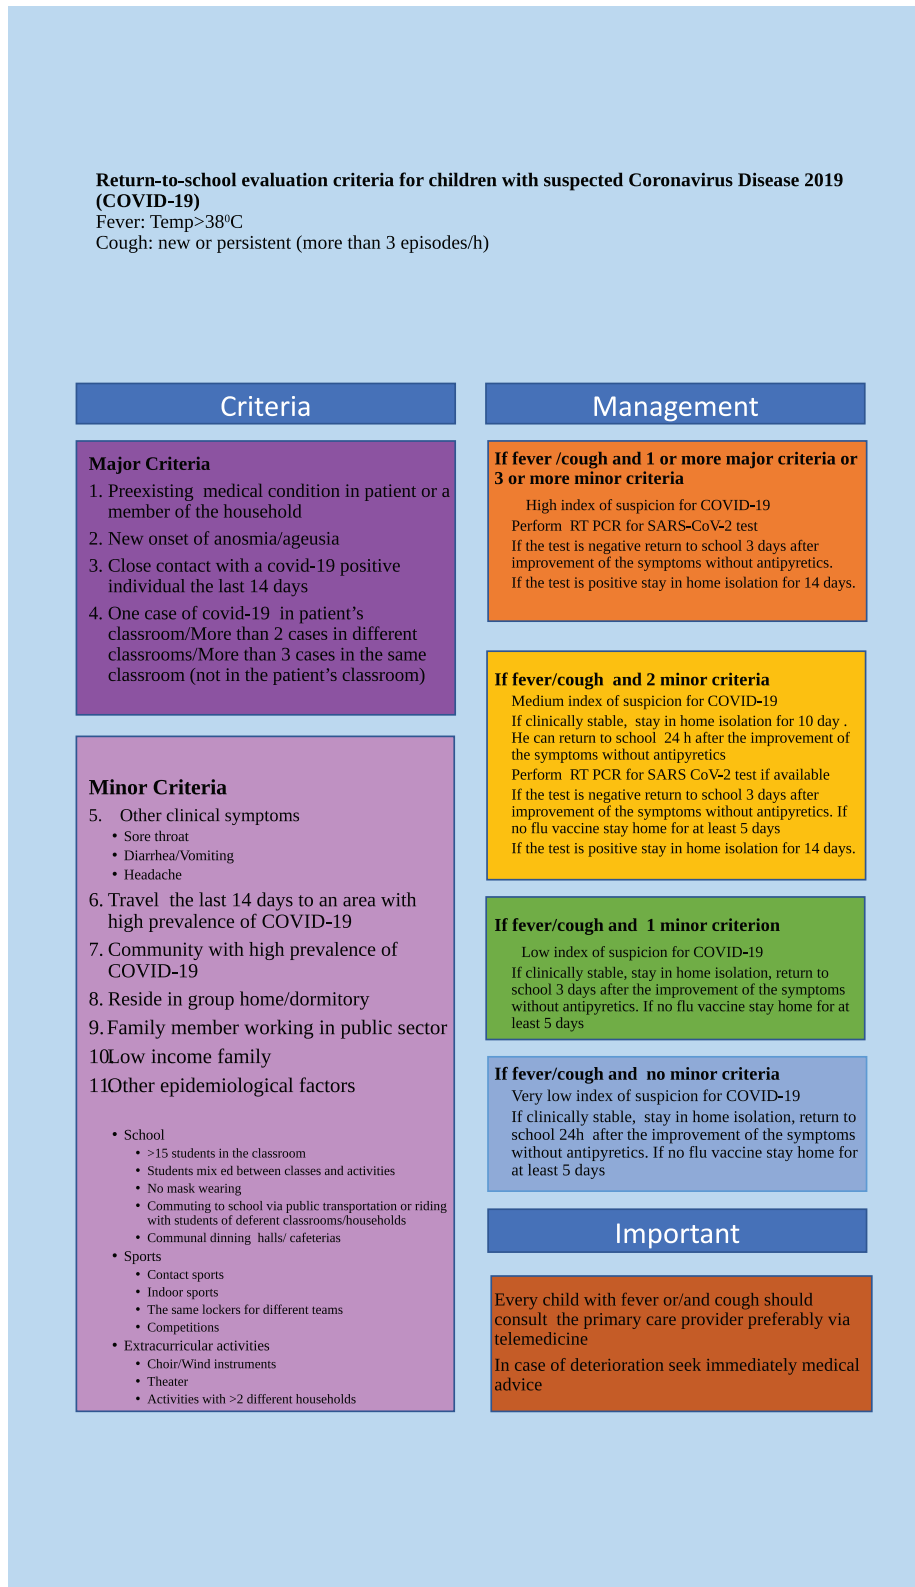 Return-to-school evaluation criteria for children with suspected Coronavirus Disease 2019
(COVID-19)
Fever: Temp>38⁰C
Cough: new or persistent (more than 3 episodes/h)
Criteria
Major Criteria
1. Preexisting medical condition in patient or a
member of the household
2. New onset of anosmia/ageusia
3. Close contact with a covid-19 positive
individual the last 14 days
4. One case of covid-19 in patient's
classroom/More than 2 cases in different
classrooms/More than 3 cases in the same
classroom (not in the patient's classroom)
Minor Criteria
5. Other clinical symptoms
• Sore throat
• Diarrhea/Vomiting
• Headache
6. Travel the last 14 days to an area with
high prevalence of COVID-19
7. Community with high prevalence of
COVID-19
8. Reside in group home/dormitory
9. Family member working in public sector
10. Low income family
11. Other epidemiological factors
• School
• >15 students in the classroom
• Students mix ed between classes and activities
• No mask wearing
• Commuting to school via public transportation or riding
with students of deferent classrooms/households
• Communal dinning halls/ cafeterias
• Sports
• Contact sports
• Indoor sports
• The same lockers for different teams
• Competitions
• Extracurricular activities
• Choir/Wind instruments
• Theater
• Activities with >2 different households
Management
If fever /cough and 1 or more major criteria or
3 or more minor criteria
High index of suspicion for COVID-19
Perform RT PCR for SARS-CoV-2 test
If the test is negative return to school 3 days after
improvement of the symptoms without antipyretics.
If the test is positive stay in home isolation for 14 days.
If fever/cough and 2 minor criteria
Medium index of suspicion for COVID-19
If clinically stable, stay in home isolation for 10 day .
He can return to school 24 h after the improvement of
the symptoms without antipyretics
Perform RT PCR for SARS CoV-2 test if available
If the test is negative return to school 3 days after
improvement of the symptoms without antipyretics. If
no flu vaccine stay home for at least 5 days
If the test is positive stay in home isolation for 14 days.
If fever/cough and 1 minor criterion
Low index of suspicion for COVID-19
If clinically stable, stay in home isolation, return to
school 3 days after the improvement of the symptoms
without antipyretics. If no flu vaccine stay home for at
least 5 days
If fever/cough and no minor criteria
Very low index of suspicion for COVID-19
If clinically stable, stay in home isolation, return to
school 24h after the improvement of the symptoms
without antipyretics. If no flu vaccine stay home for
at least 5 days
Important
Every child with fever or/and cough should
consult the primary care provider preferably via
telemedicine
In case of deterioration seek immediately medical
advice